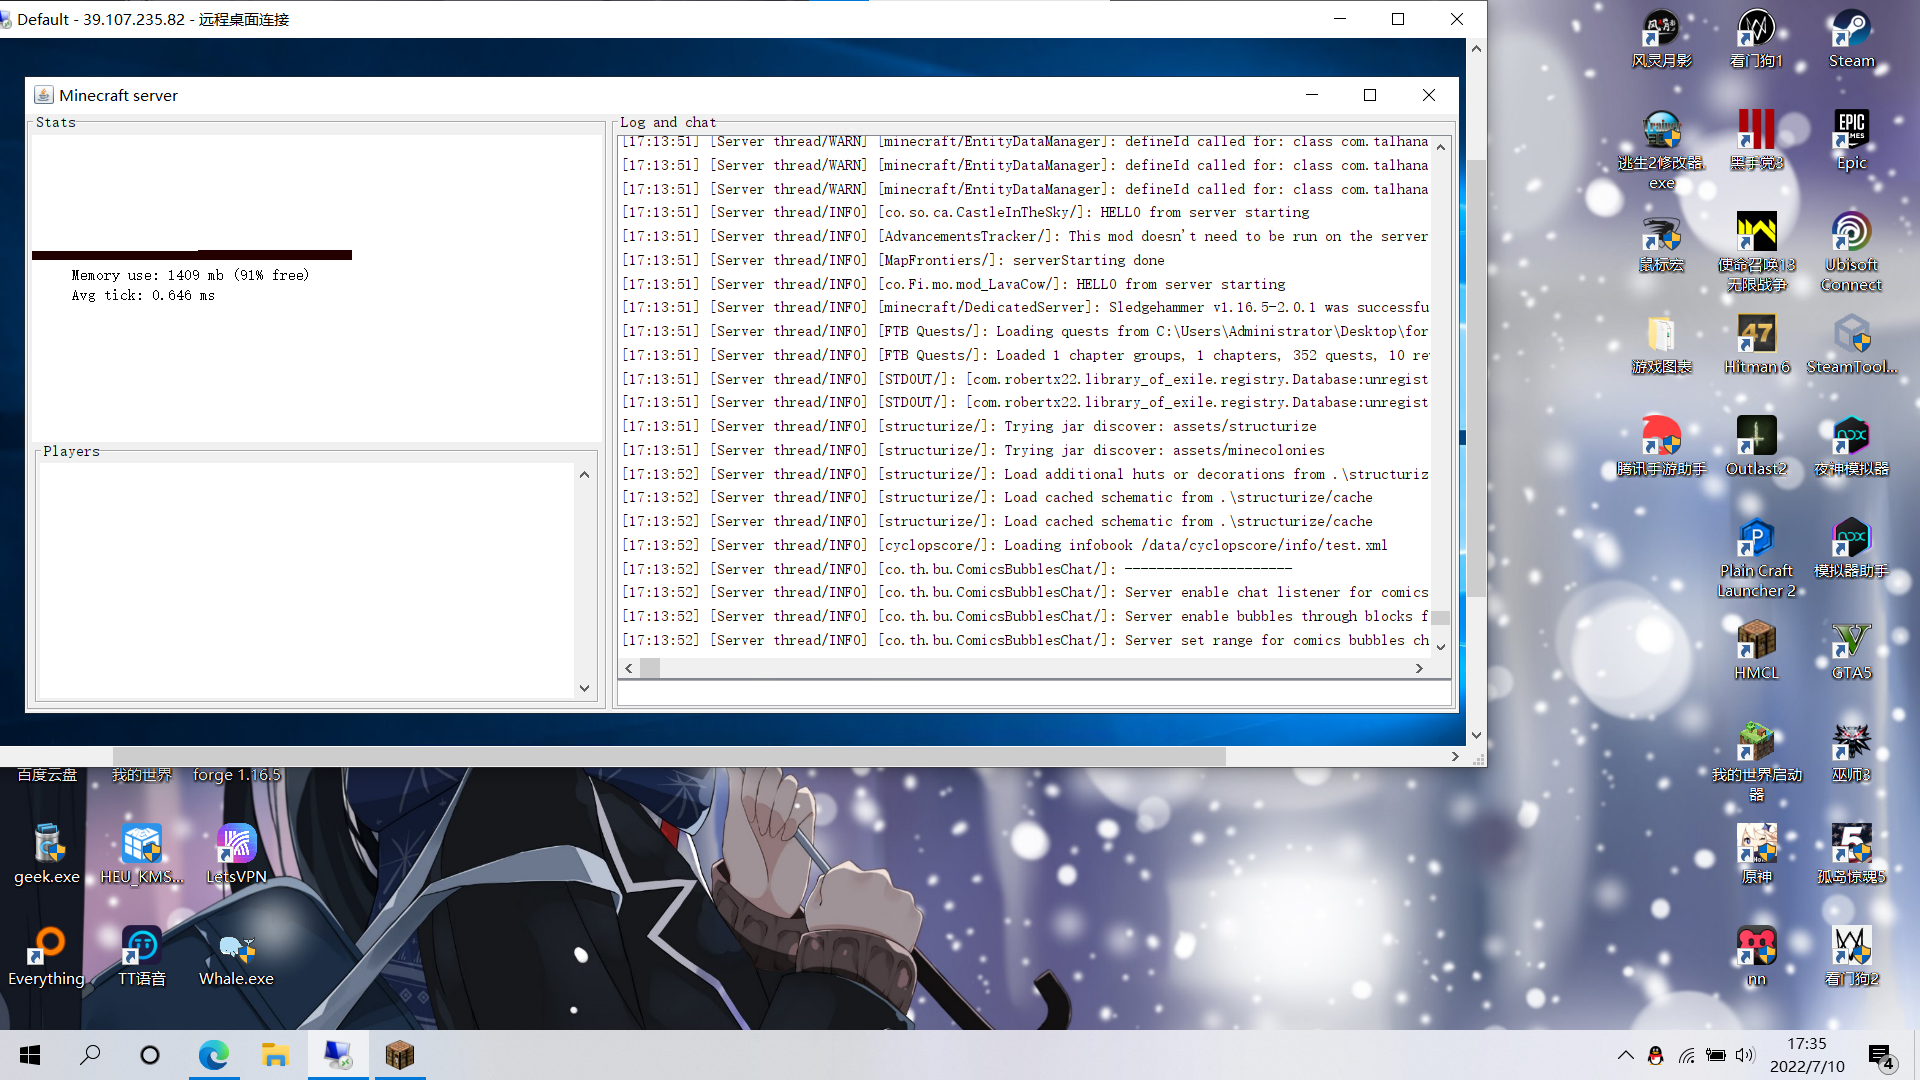 Default - 39.107.235.82 - 远程桌面连接
Minecraft server
Stats
Memory use: 1409 mb (91% free)
Avg tick: 0.646 ms
Players
Log and chat
[17:13:51] [Server thread/WARN] [minecraft/EntityDataManager]: defineId called for: class com.talhana
[17:13:51] [Server thread/WARN] [minecraft/EntityDataManager]: defineId called for: class com.talhana
[17:13:51] [Server thread/WARN] [minecraft/EntityDataManager]: defineId called for: class com.talhana
[17:13:51] [Server thread/INFO] [co.so.ca.CastleInTheSky/]: HELLO from server starting
[17:13:51] [Server thread/INFO] [AdvancementsTracker/]: This mod doesn't need to be run on the server
[17:13:51] [Server thread/INFO] [MapFrontiers/]: serverStarting done
[17:13:51] [Server thread/INFO] [co.Fi.mo.mod_LavaCow/]: HELLO from server starting
[17:13:51] [Server thread/INFO] [minecraft/DedicatedServer]: Sledgehammer v1.16.5-2.0.1 was successfu
[17:13:51] [Server thread/INFO] [FTB Quests/]: Loading quests from C:\Users\Administrator\Desktop\for
[17:13:51] [Server thread/INFO] [FTB Quests/]: Loaded 1 chapter groups, 1 chapters, 352 quests, 10 re
[17:13:51] [Server thread/INFO] [STDOUT/]: [com.robertx22.library_of_exile.registry.Database:unregist
[17:13:51] [Server thread/INFO] [STDOUT/]: [com.robertx22.library_of_exile.registry.Database:unregist
[17:13:51] [Server thread/INFO] [structurize/]: Trying jar discover: assets/structurize
[17:13:51] [Server thread/INFO] [structurize/]: Trying jar discover: assets/minecolonies
[17:13:52] [Server thread/INFO] [structurize/]: Load additional huts or decorations from .\structuriz
[17:13:52] [Server thread/INFO] [structurize/]: Load cached schematic from .\structurize/cache
[17:13:52] [Server thread/INFO] [structurize/]: Load cached schematic from .\structurize/cache
[17:13:52] [Server thread/INFO] [cyclopscore/]: Loading infobook /data/cyclopscore/info/test.xml
[17:13:52] [Server thread/INFO] [co.th.bu.ComicsBubblesChat/]: ---------------------
[17:13:52] [Server thread/INFO] [co.th.bu.ComicsBubblesChat/]: Server enable chat listener for comics
[17:13:52] [Server thread/INFO] [co.th.bu.ComicsBubblesChat/]: Server enable bubbles through blocks f
[17:13:52] [Server thread/INFO] [co.th.bu.ComicsBubblesChat/]: Server set range for comics bubbles ch
风灵月影
看门狗1
Steam
逃生2修改器.
exe
黑手党3
EPIC
GAMES
Epic
鼠标宏
使命召唤13
无限战争
Ubisoft
Connect
游戏图表
47
Hitman 6
SteamTool...
腾讯手游助手
Outlast2
nox
夜神模拟器
Plain Craft
Launcher 2
nox
模拟器助手
HMCL
GTA5
我的世界启动
器
巫师3
原神
5
孤岛惊魂5
nn
看门狗2
百度云盘
我的世界
forge 1.16.5
geek.exe
HEU_KMS...
LetsVPN
Everything
TT语音
Whale.exe
17:35
2022/7/10
4